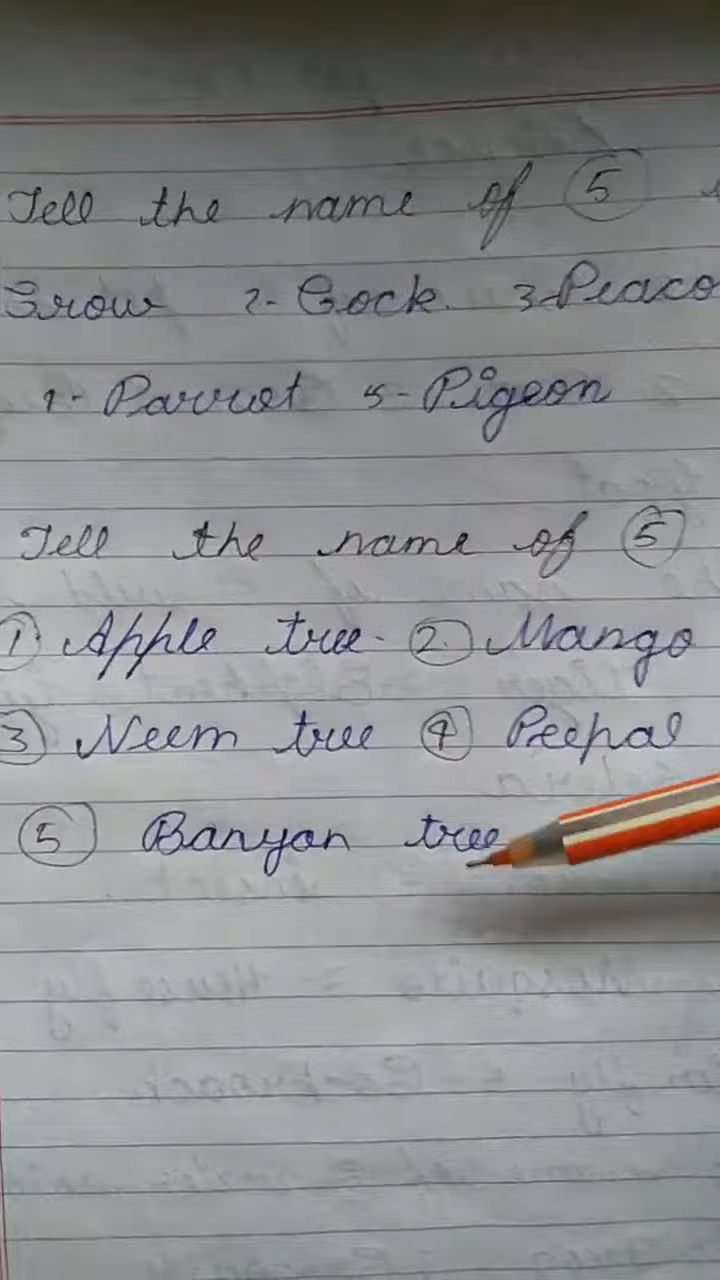 Tell the name of 5
Crow 2- Cock. 3- Peaco
4- Parrot 5- Pigeon
Tell the name of 5
1 Apple tree. 2. Mango
3 Neem tree 4 Peepal
5 Banyan tree